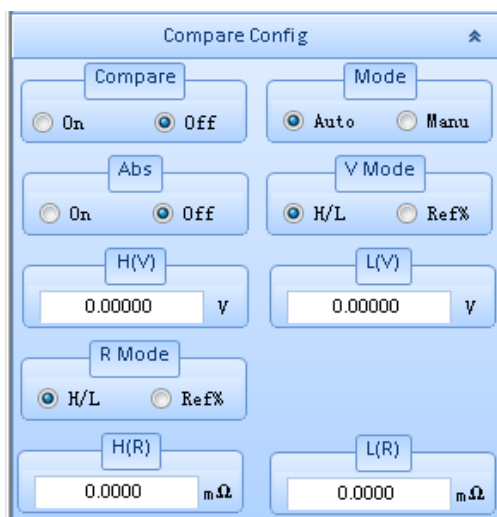 Compare Config
Compare Mode
On Off Auto Manu
Abs V Mode
On Off H/L Ref%
H(V) L(V)
0.00000 V 0.00000 V
R Mode
H/L Ref%
H(R) L(R)
0.0000 mΩ 0.0000 mΩ